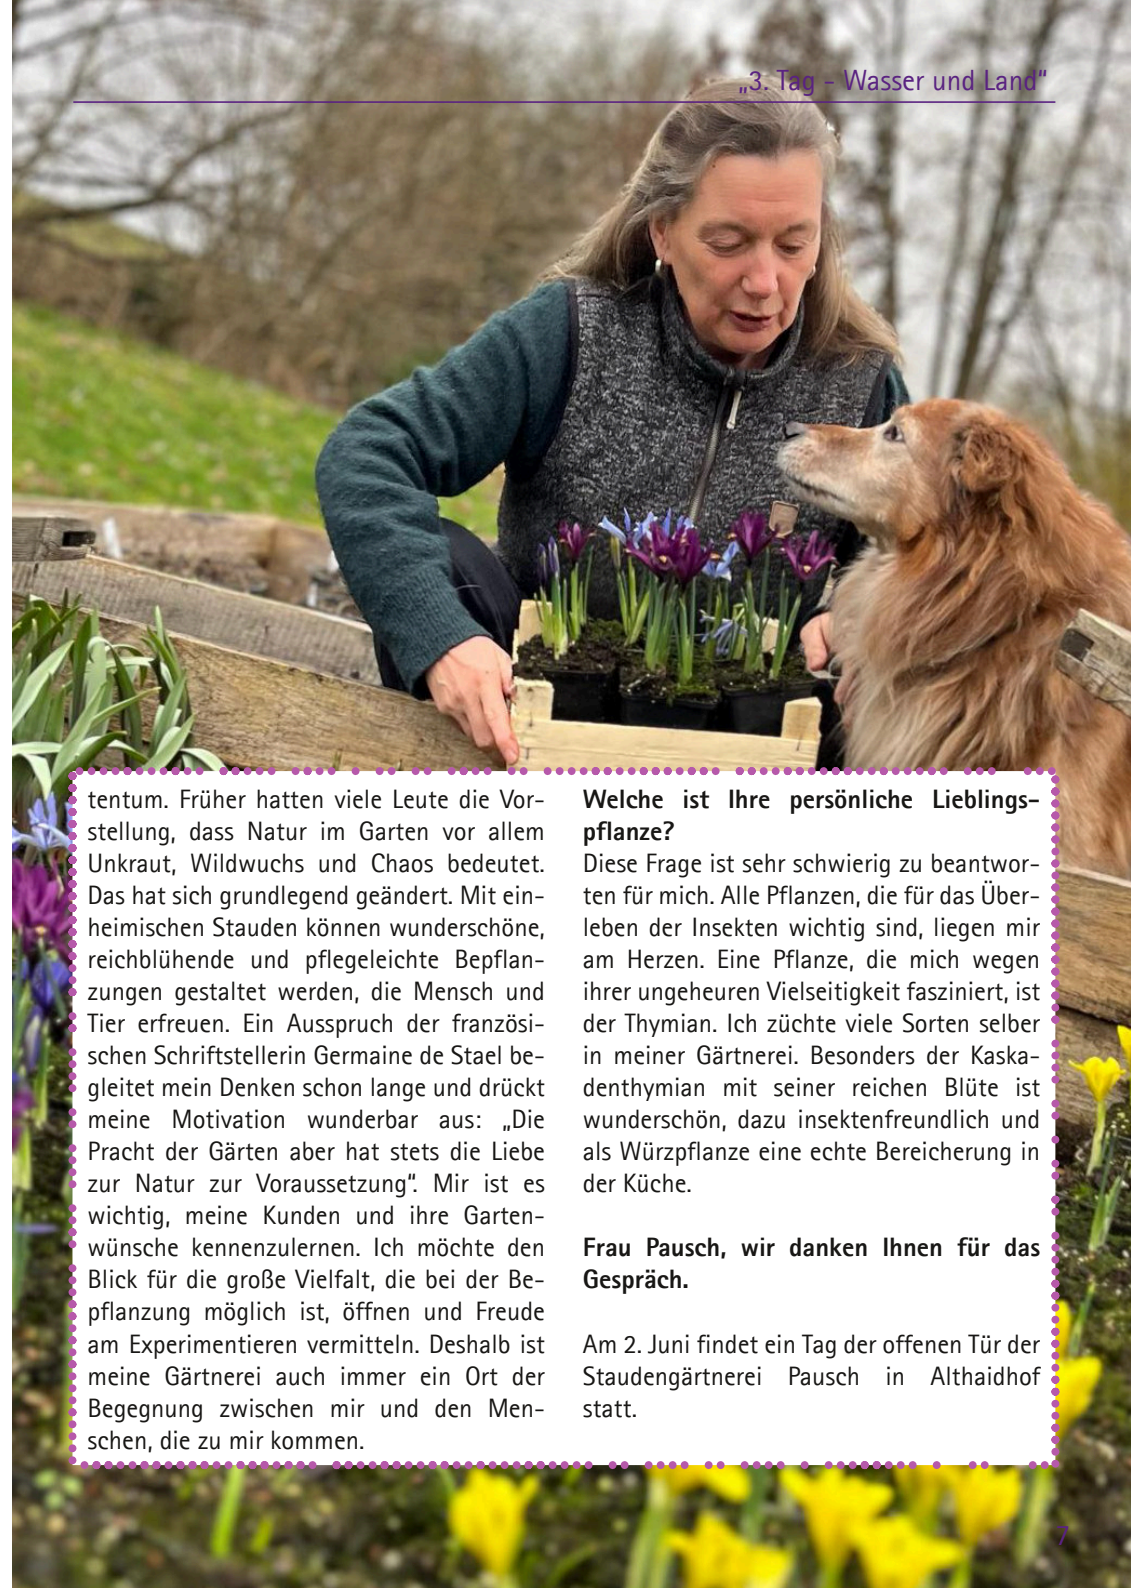 „3. Tag - Wasser und Land“
tentum. Früher hatten viele Leute die Vor-
stellung, dass Natur im Garten vor allem
Unkraut, Wildwuchs und Chaos bedeutet.
Das hat sich grundlegend geändert. Mit ein-
heimischen Stauden können wunderschöne,
reichblühende und pflegeleichte Bepflan-
zungen gestaltet werden, die Mensch und
Tier erfreuen. Ein Ausspruch der französi-
schen Schriftstellerin Germaine de Stael be-
gleitet mein Denken schon lange und drückt
meine Motivation wunderbar aus: „Die
Pracht der Gärten aber hat stets die Liebe
zur Natur zur Voraussetzung“. Mir ist es
wichtig, meine Kunden und ihre Garten-
wünsche kennenzulernen. Ich möchte den
Blick für die große Vielfalt, die bei der Be-
pflanzung möglich ist, öffnen und Freude
am Experimentieren vermitteln. Deshalb ist
meine Gärtnerei auch immer ein Ort der
Begegnung zwischen mir und den Men-
schen, die zu mir kommen.
Welche ist Ihre persönliche Lieblings-
pflanze?
Diese Frage ist sehr schwierig zu beantwor-
ten für mich. Alle Pflanzen, die für das Über-
leben der Insekten wichtig sind, liegen mir
am Herzen. Eine Pflanze, die mich wegen
ihrer ungeheuren Vielseitigkeit fasziniert, ist
der Thymian. Ich züchte viele Sorten selber
in meiner Gärtnerei. Besonders der Kaska-
denthymian mit seiner reichen Blüte ist
wunderschön, dazu insektenfreundlich und
als Würzpflanze eine echte Bereicherung in
der Küche.
Frau Pausch, wir danken Ihnen für das
Gespräch.
Am 2. Juni findet ein Tag der offenen Tür der
Staudengärtnerei Pausch in Althaidhof
statt.
7